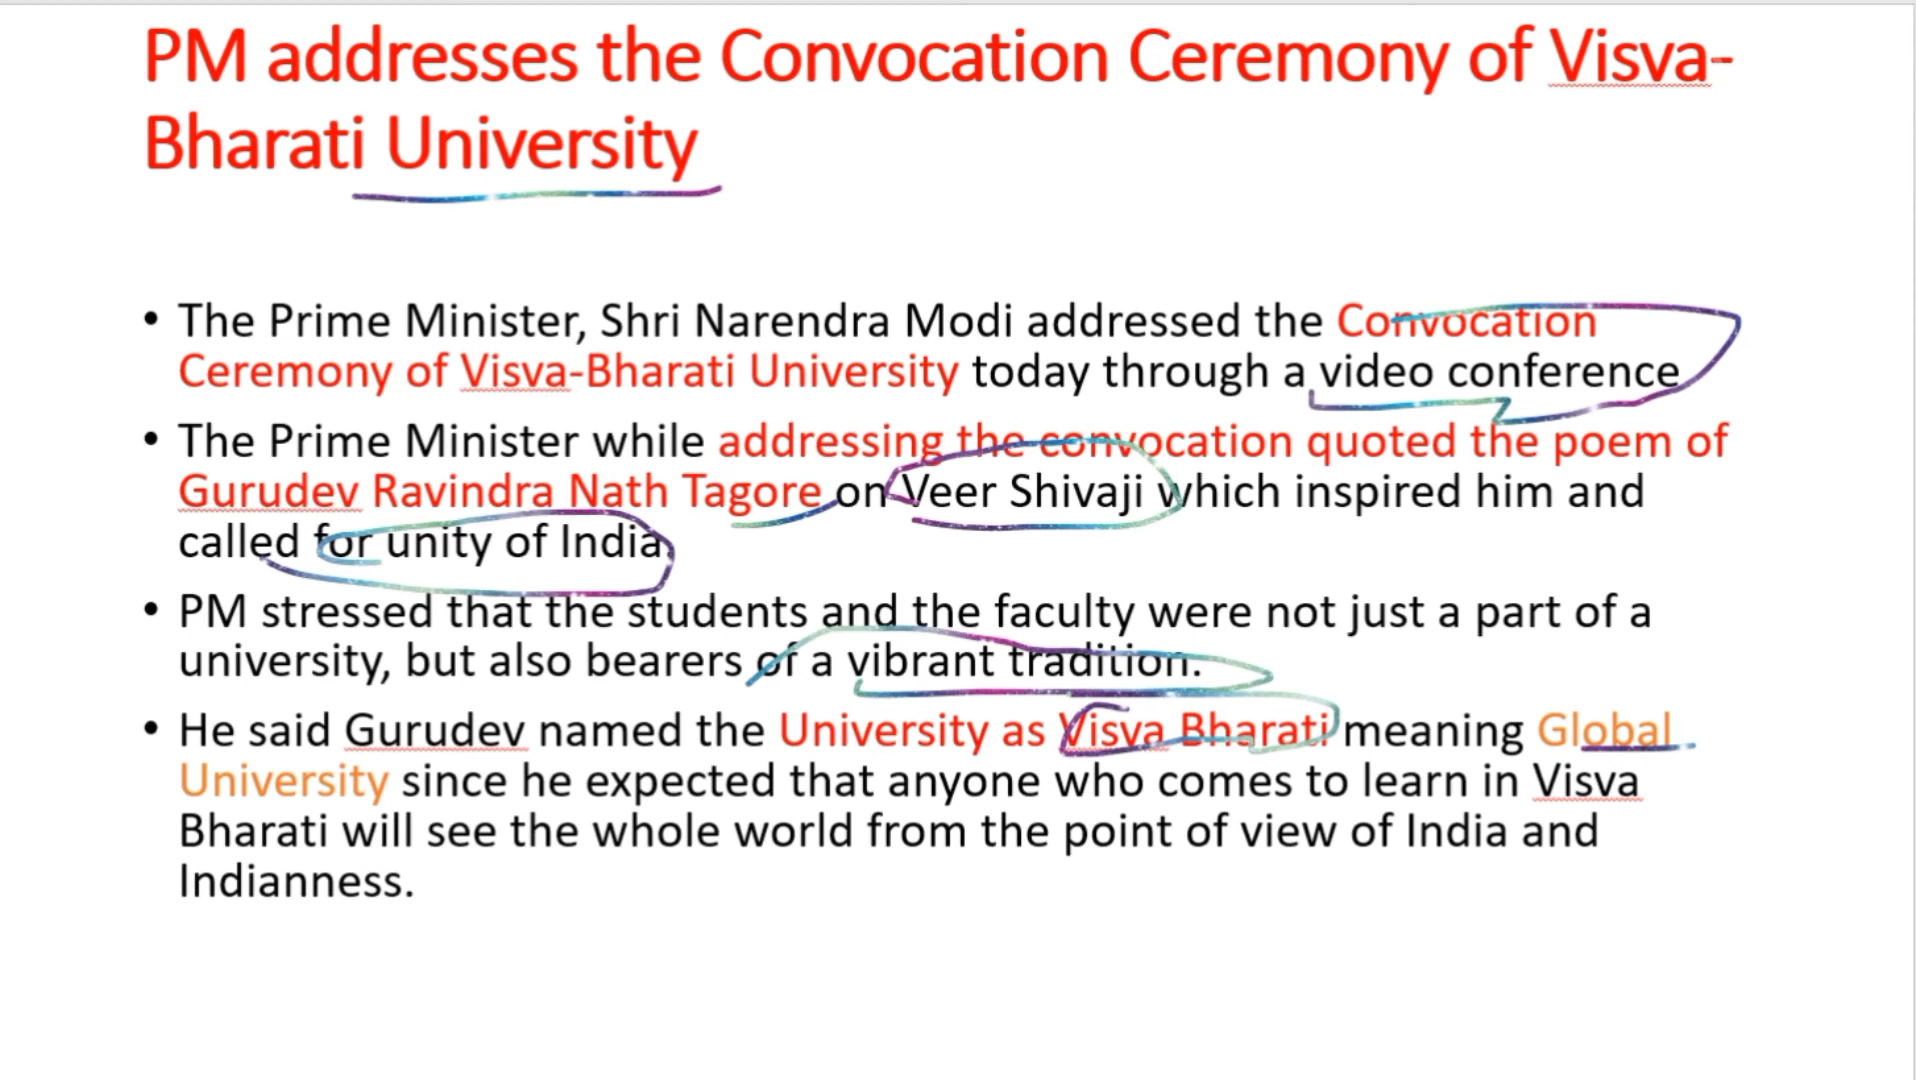 PM addresses the Convocation Ceremony of Visva-
Bharati University
• The Prime Minister, Shri Narendra Modi addressed the Convocation
Ceremony of Visva-Bharati University today through a video conference
• The Prime Minister while addressing the convocation quoted the poem of
Gurudev Ravindra Nath Tagore on Veer Shivaji which inspired him and
called for unity of India.
• PM stressed that the students and the faculty were not just a part of a
university, but also bearers of a vibrant tradition.
• He said Gurudev named the University as Visva Bharati meaning Global
University since he expected that anyone who comes to learn in Visva
Bharati will see the whole world from the point of view of India and
Indianness.